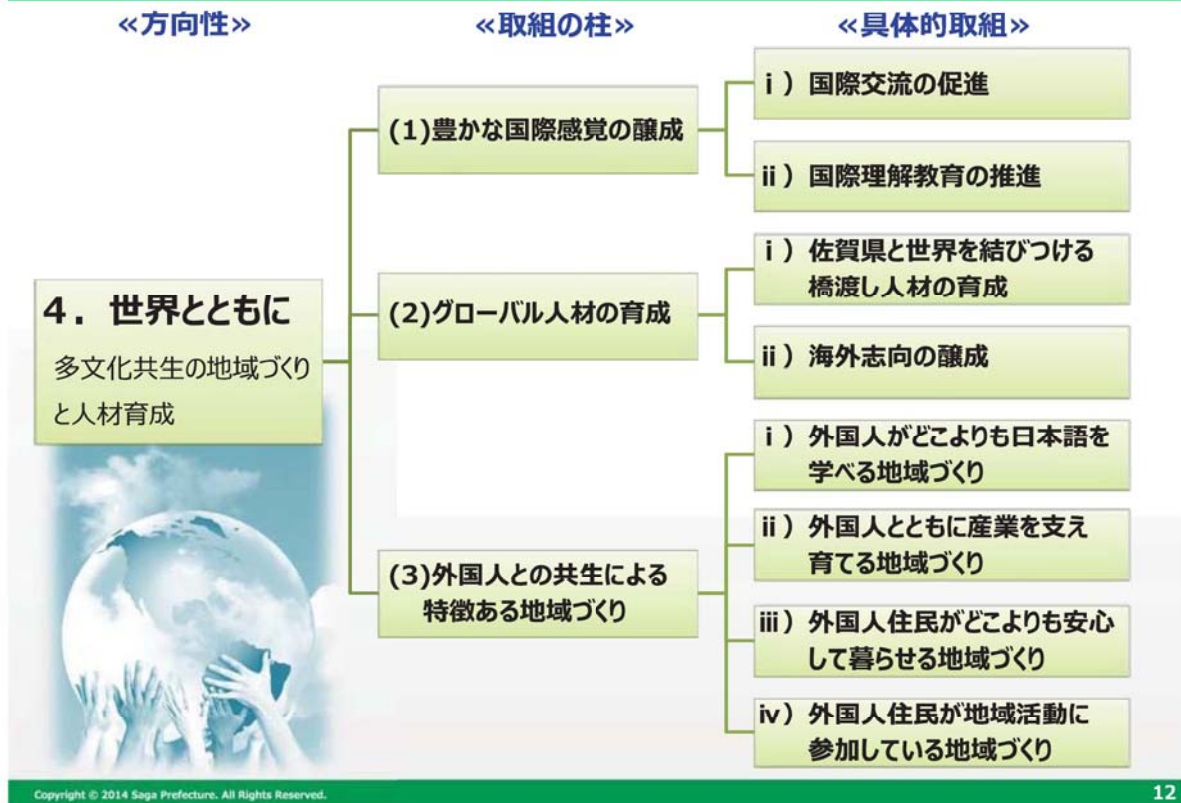 ≪方向性≫
≪取組の柱≫
≪具体的取組≫
4．世界とともに
多文化共生の地域づくり
と人材育成
(1)豊かな国際感覚の醸成
ⅰ）国際交流の促進
ⅱ）国際理解教育の推進
(2)グローバル人材の育成
ⅰ）佐賀県と世界を結びつける
橋渡し人材の育成
ⅱ）海外志向の醸成
(3)外国人との共生による
特徴ある地域づくり
ⅰ）外国人がどこよりも日本語を
学べる地域づくり
ⅱ）外国人とともに産業を支え
育てる地域づくり
ⅲ）外国人住民がどこよりも安心
して暮らせる地域づくり
ⅳ）外国人住民が地域活動に
参加している地域づくり
Copyright © 2014 Saga Prefecture. All Rights Reserved.
12